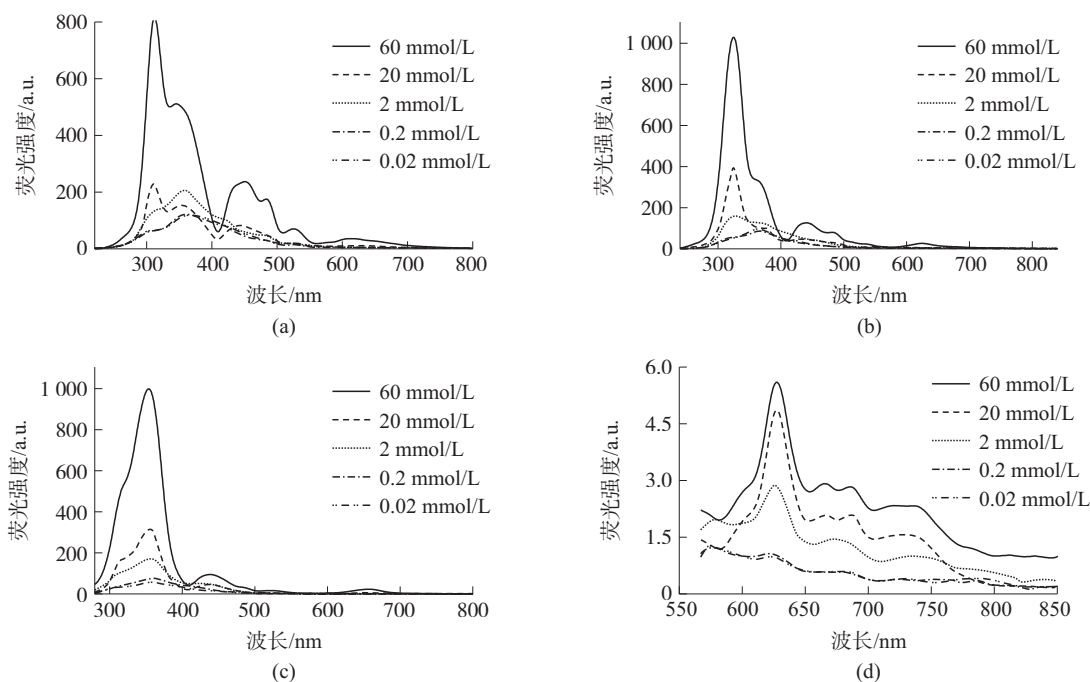 荧光强度/a.u.
800
600
400
200
0
300
400
500
600
700
800
波长/nm
60 mmol/L
20 mmol/L
2 mmol/L
0.2 mmol/L
0.02 mmol/L
(a)
荧光强度/a.u.
1 000
800
600
400
200
0
300
400
500
600
700
800
波长/nm
60 mmol/L
20 mmol/L
2 mmol/L
0.2 mmol/L
0.02 mmol/L
(b)
荧光强度/a.u.
1 000
800
600
400
200
0
300
400
500
600
700
800
波长/nm
60 mmol/L
20 mmol/L
2 mmol/L
0.2 mmol/L
0.02 mmol/L
(c)
荧光强度/a.u.
6.0
4.5
3.0
1.5
0
550
600
650
700
750
800
850
波长/nm
60 mmol/L
20 mmol/L
2 mmol/L
0.2 mmol/L
0.02 mmol/L
(d)